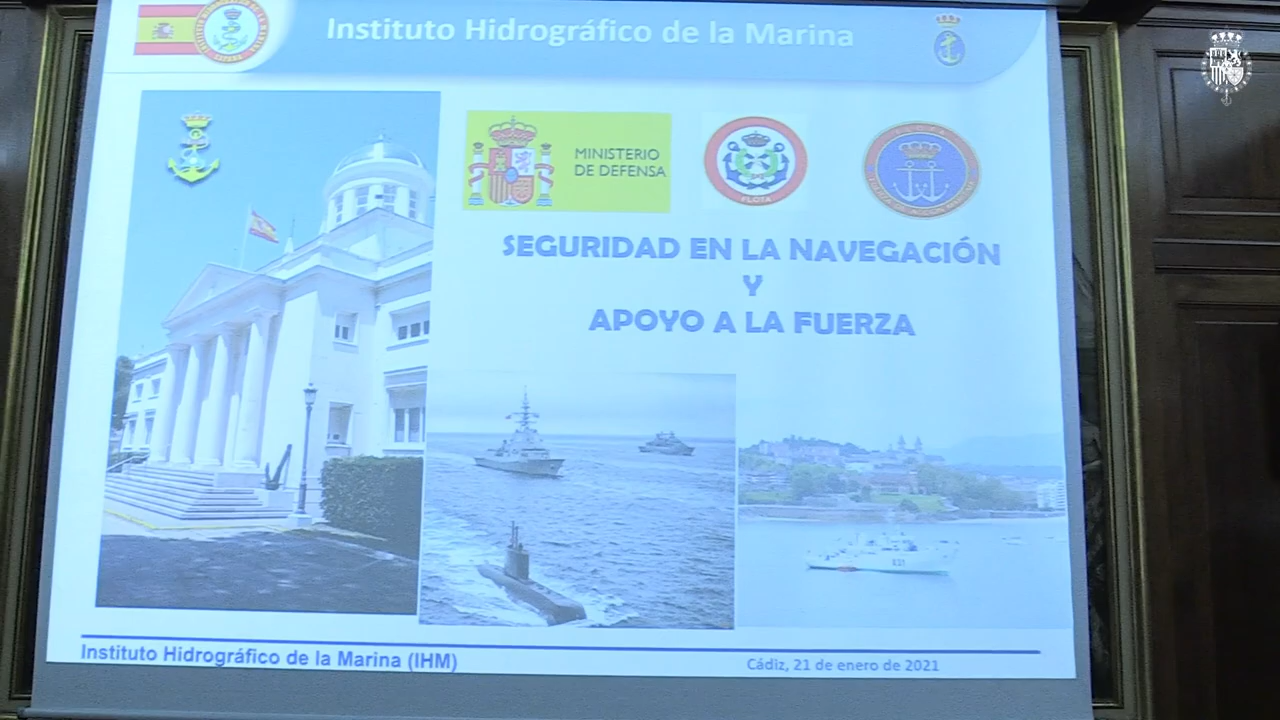 Instituto Hidrográfico de la Marina
MINISTERIO
DE DEFENSA
FLOTA
SEGURIDAD EN LA NAVEGACIÓN
Y
APOYO A LA FUERZA
Instituto Hidrográfico de la Marina (IHM)
Cádiz, 21 de enero de 2021